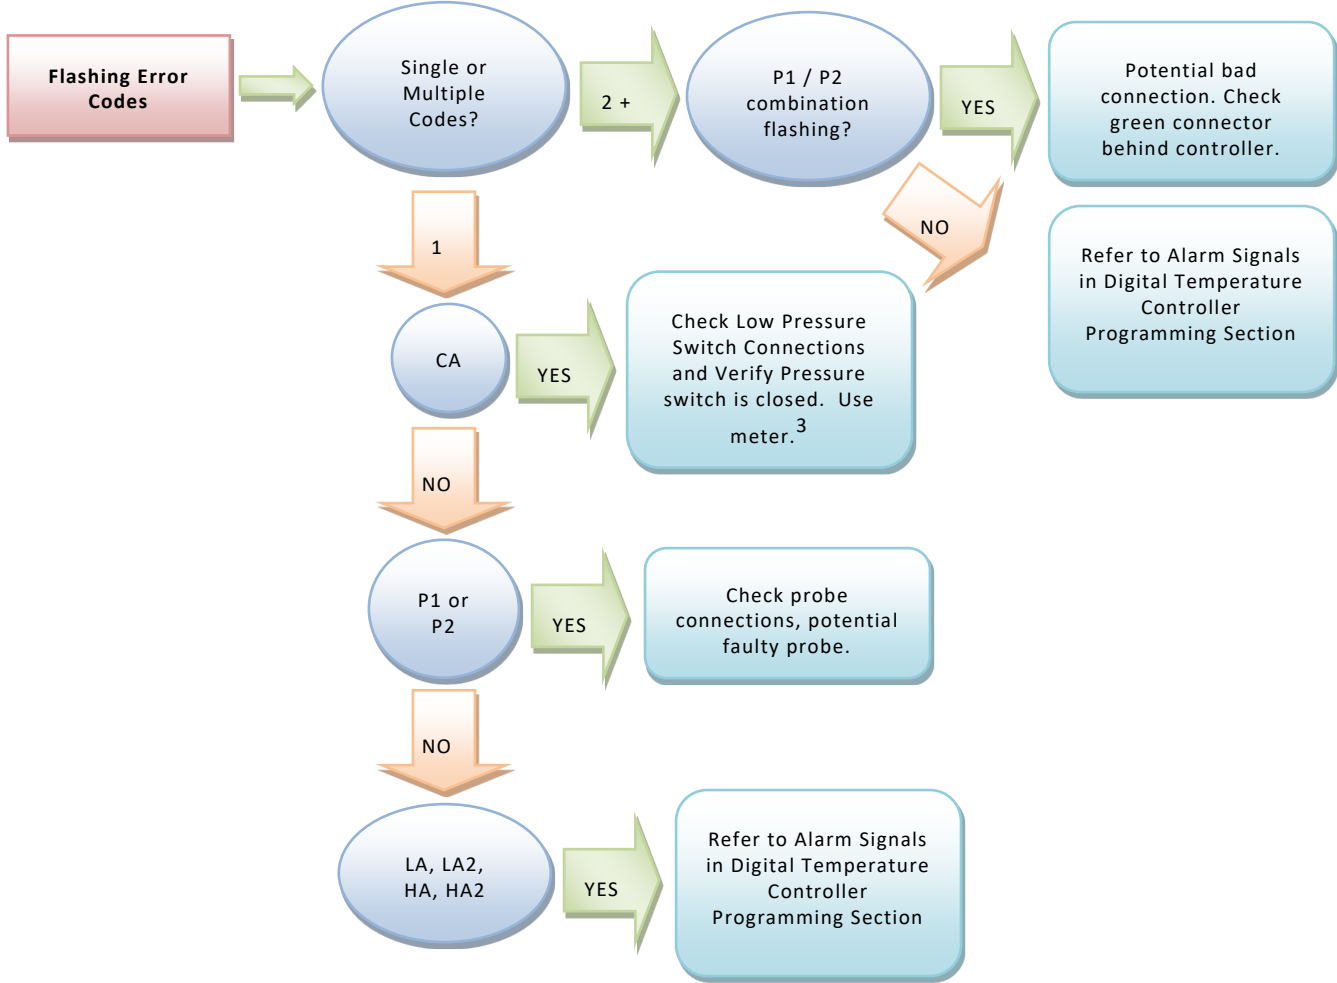 Flashing Error
Codes
Single or
Multiple
Codes?
2 +
P1 / P2
combination
flashing?
YES
Potential bad
connection. Check
green connector
behind controller.
NO
Refer to Alarm Signals
in Digital Temperature
Controller
Programming Section
1
CA
YES
Check Low Pressure
Switch Connections
and Verify Pressure
switch is closed. Use
meter.3
NO
P1 or
P2
YES
Check probe
connections, potential
faulty probe.
NO
LA, LA2,
HA, HA2
YES
Refer to Alarm Signals
in Digital Temperature
Controller
Programming Section